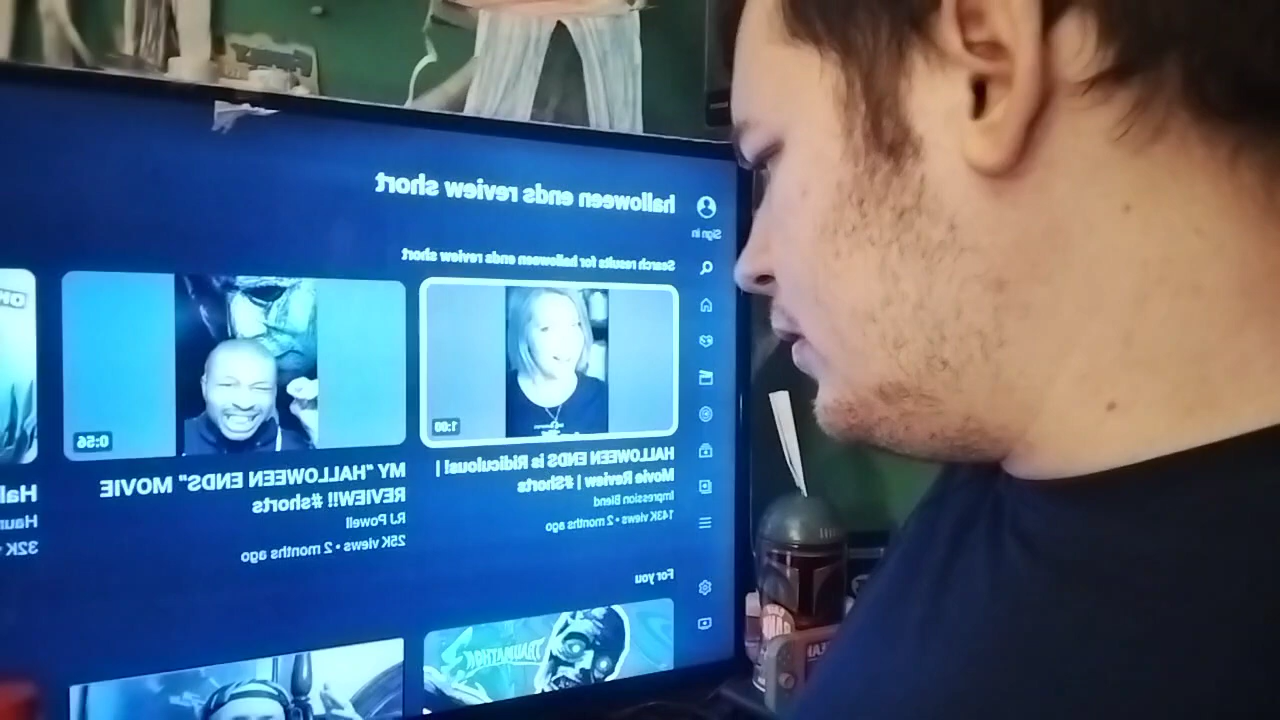 halloween ends review short
Sign in
Search results for halloween ends review short
1:00
HALLOWEEN ENDS is Ridiculous! |
Movie Review | #Shorts
Impression Blend
143K views • 2 months ago
0:56
MY "HALLOWEEN ENDS" MOVIE
REVIEW!! #shorts
RJ Powell
25K views • 2 months ago
Hal
Haun
32K
For you